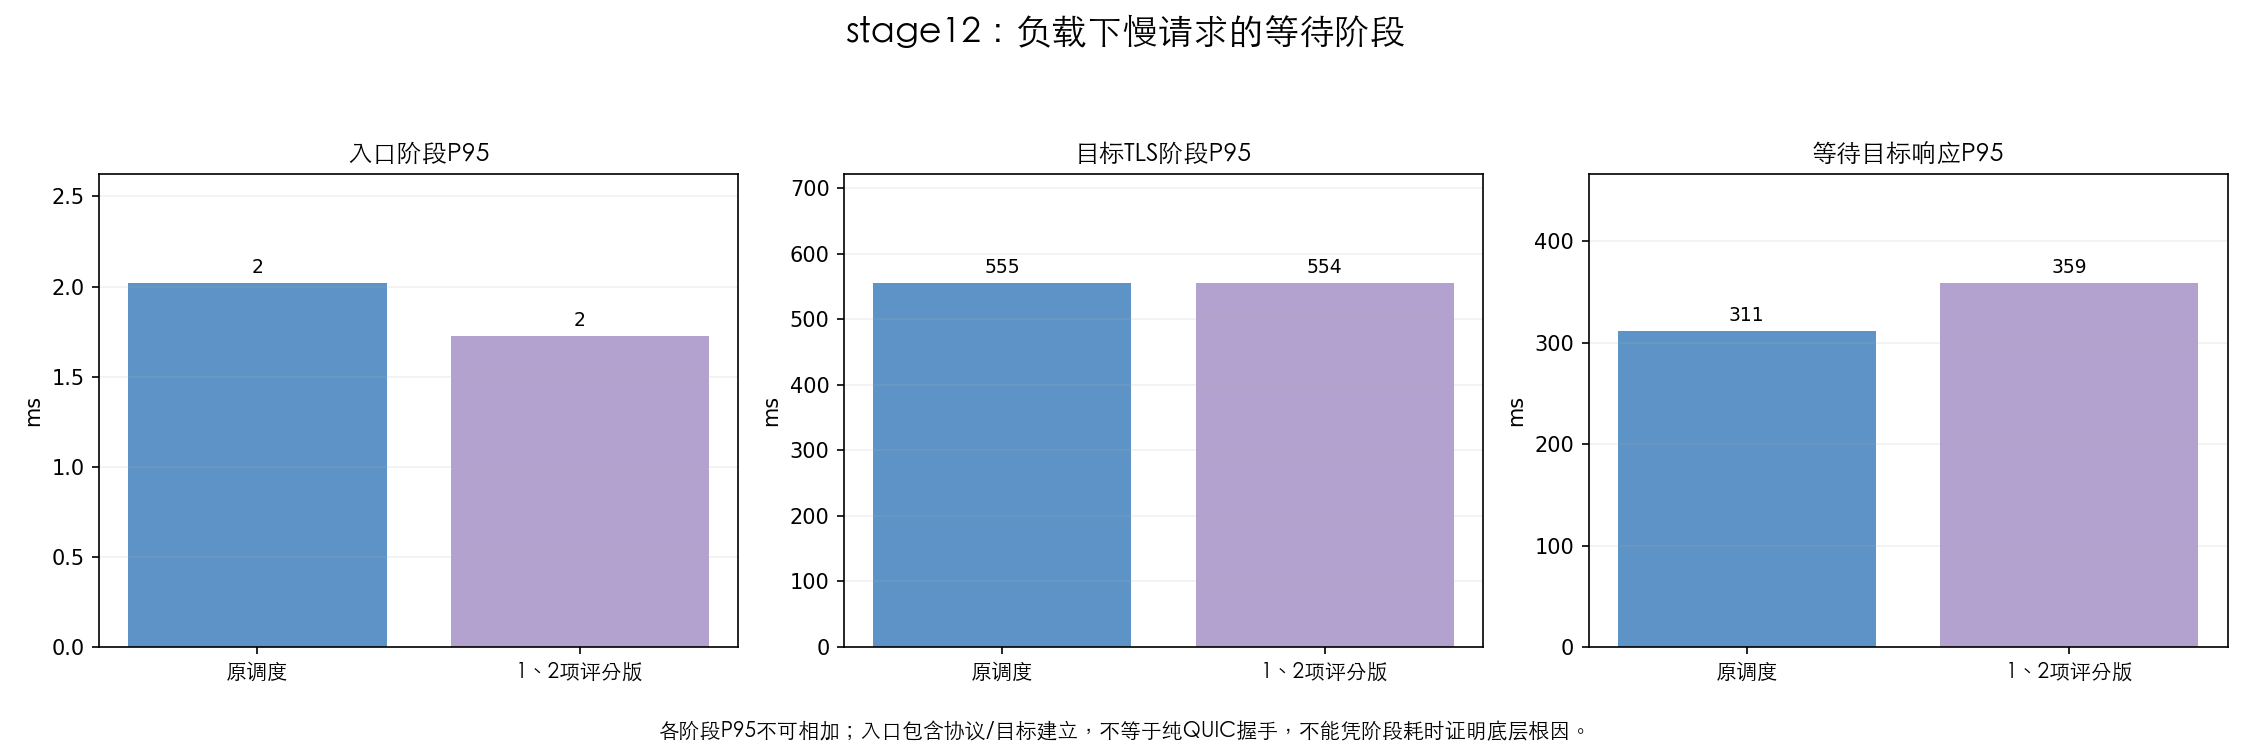 stage12：负载下慢请求的等待阶段
入口阶段P95
ms
2.5
2.0
1.5
1.0
0.5
0.0
2
2
原调度
1、2项评分版
目标TLS阶段P95
ms
700
600
500
400
300
200
100
0
555
554
原调度
1、2项评分版
等待目标响应P95
ms
400
300
200
100
0
311
359
原调度
1、2项评分版
各阶段P95不可相加；入口包含协议/目标建立，不等于纯QUIC握手，不能凭阶段耗时证明底层根因。